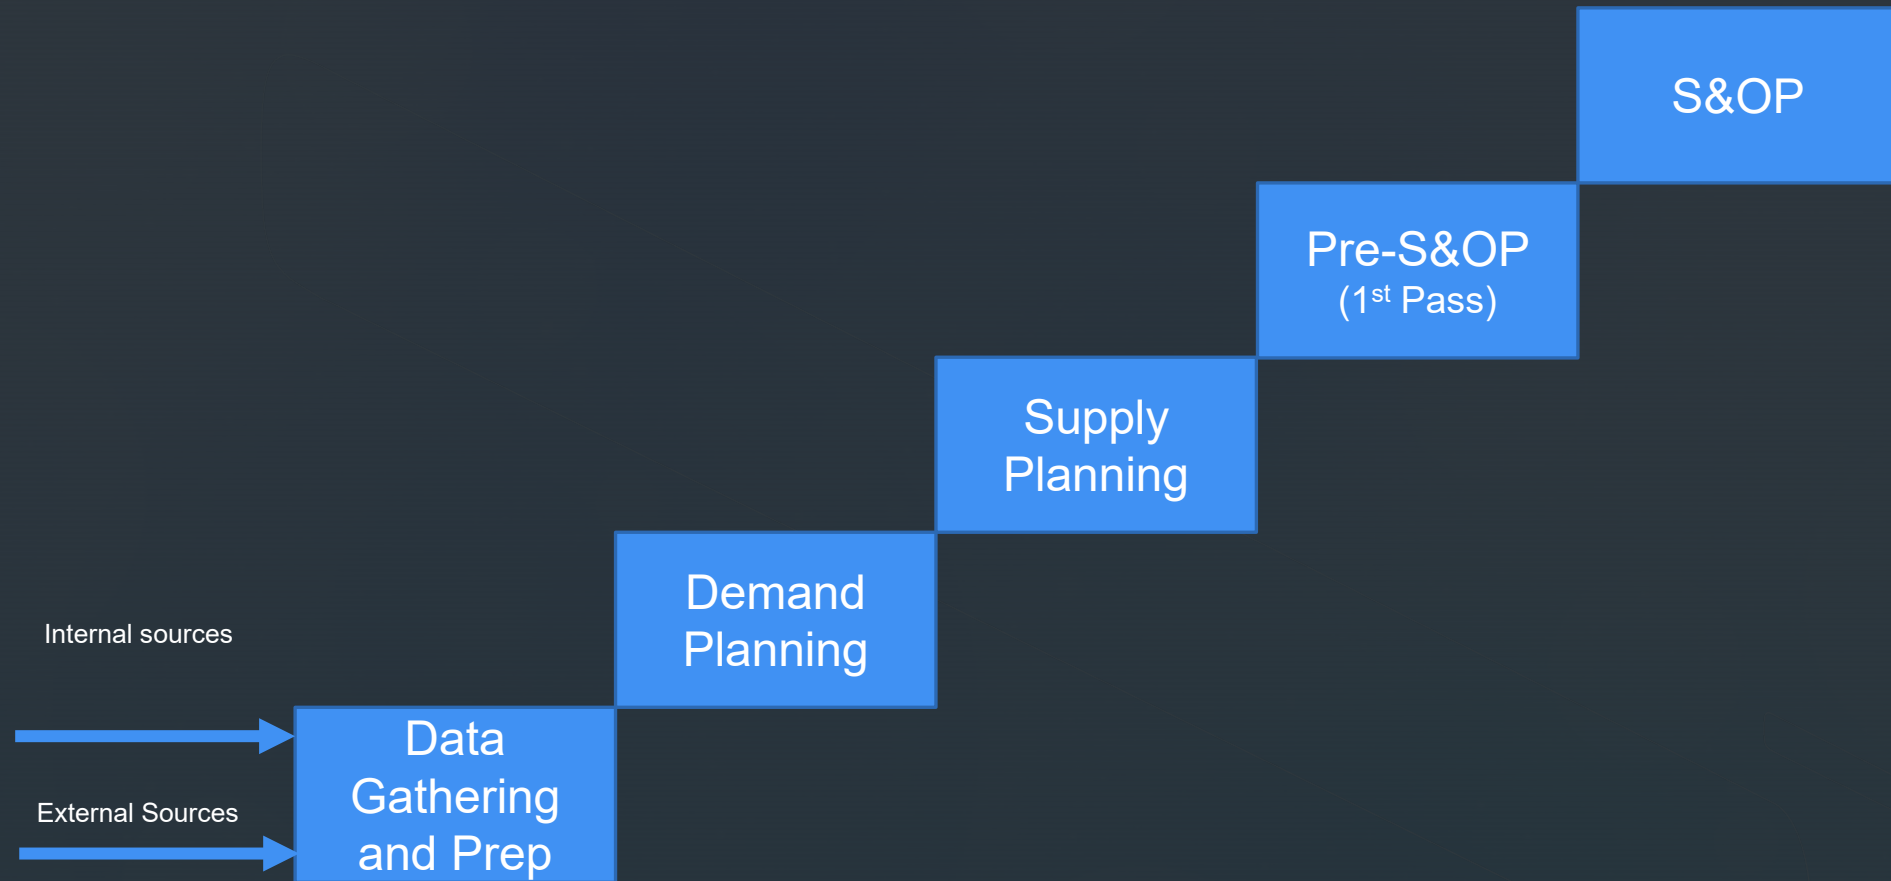 S&OP
Pre-S&OP
(1st Pass)
Supply
Planning
Demand
Planning
Internal sources
Data
Gathering
and Prep
External Sources